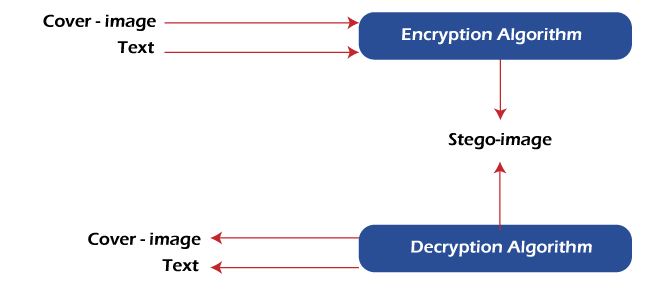 Cover - image
Text
Encryption Algorithm
Stego-image
Cover - image
Text
Decryption Algorithm